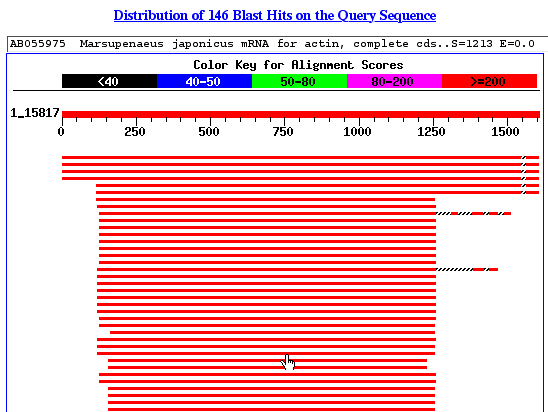 Distribution of 146 Blast Hits on the Query Sequence
AB055975 Marsupenaeus japonicus mRNA for actin, complete cds..S=1213 E=0.0
Color Key for Alignment Scores
<40 40-50 50-80 80-200 >=200
1_15817
0 250 500 750 1000 1250 1500